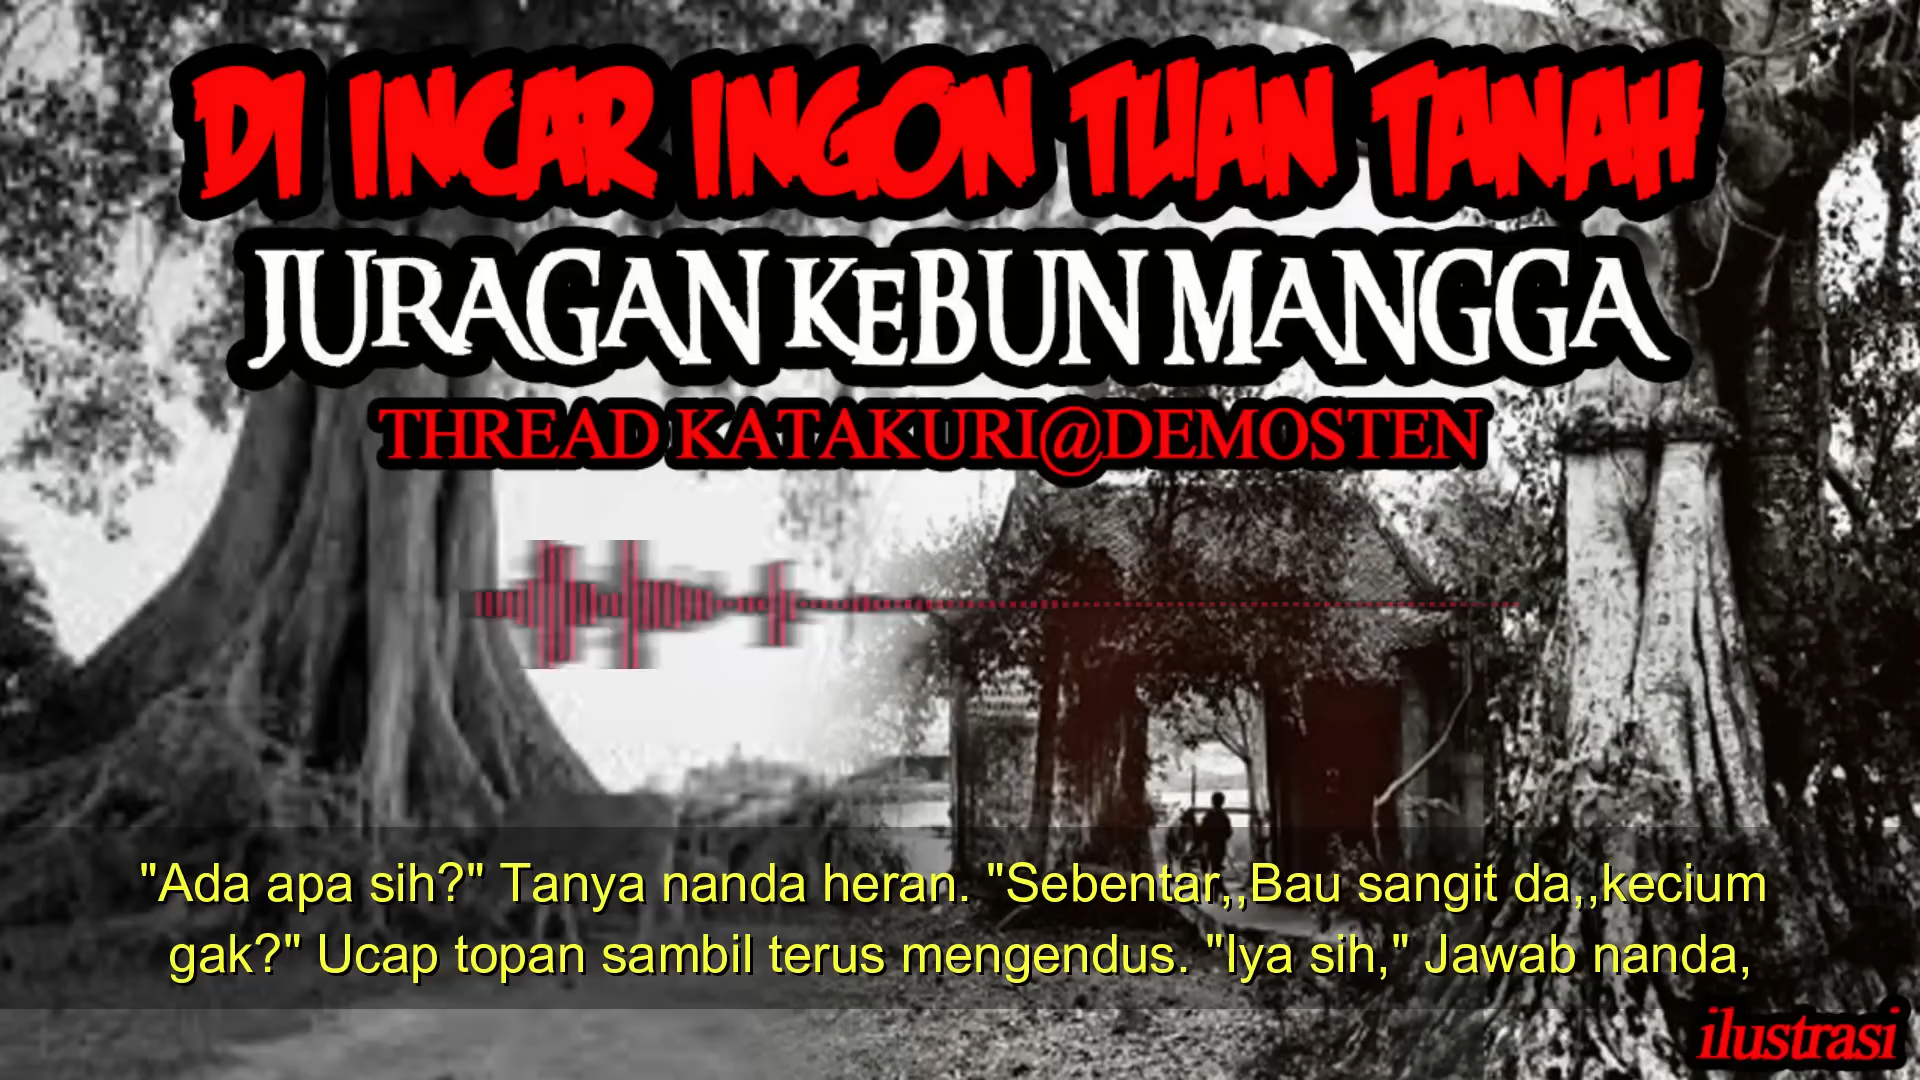 DI INCAR INGON TUAN TANAH
JURAGAN KEBUN MANGGA
THREAD KATAKURI@DEMOSTEN
"Ada apa sih?" Tanya nanda heran. "Sebentar,,Bau sangit da,,kecium
gak?" Ucap topan sambil terus mengendus. "Iya sih," Jawab nanda,
ilustrasi